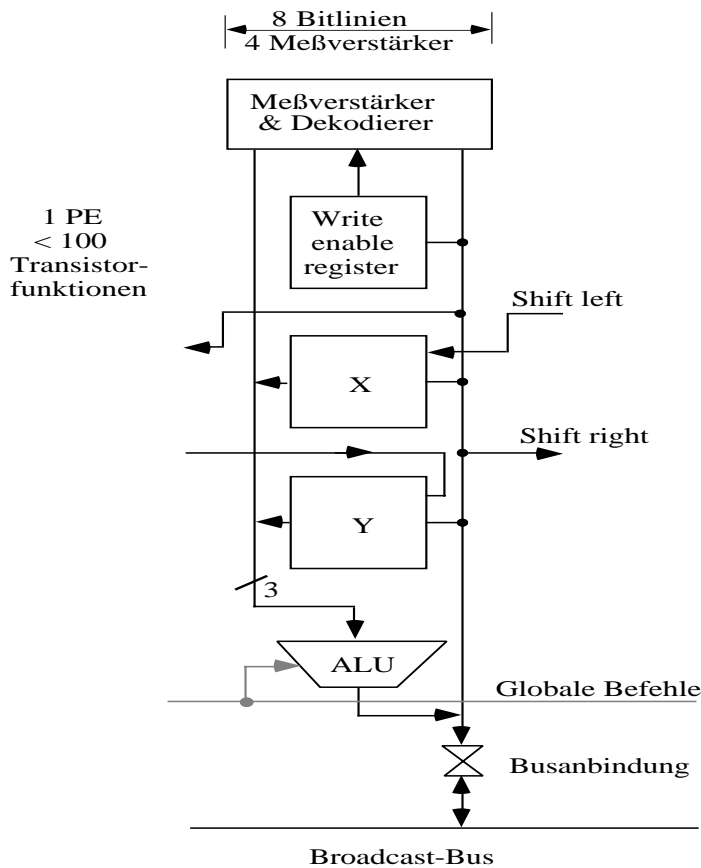 8 Bitlinien
4 Meßverstärker
Meßverstärker
& Dekodierer
1 PE
< 100
Transistor-
funktionen
Write
enable
register
Shift left
X
Shift right
Y
3
ALU
Globale Befehle
Busanbindung
Broadcast-Bus